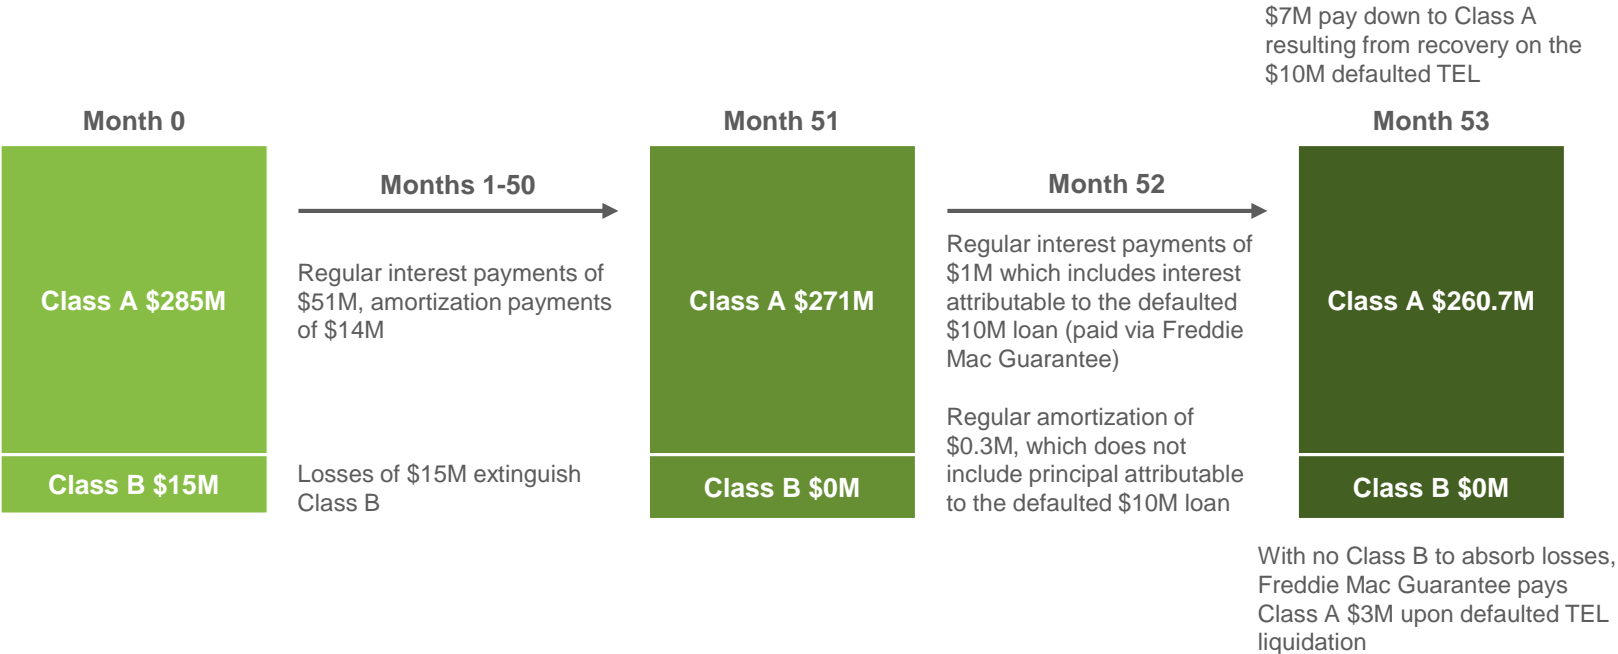 $7M pay down to Class A
resulting from recovery on the
$10M defaulted TEL
Month 0
Class A $285M
Class B $15M
Months 1-50
Regular interest payments of
$51M, amortization payments
of $14M
Losses of $15M extinguish
Class B
Month 51
Class A $271M
Class B $0M
Month 52
Regular interest payments of
$1M which includes interest
attributable to the defaulted
$10M loan (paid via Freddie
Mac Guarantee)
Regular amortization of
$0.3M, which does not
include principal attributable
to the defaulted $10M loan
Month 53
Class A $260.7M
Class B $0M
With no Class B to absorb losses,
Freddie Mac Guarantee pays
Class A $3M upon defaulted TEL
liquidation